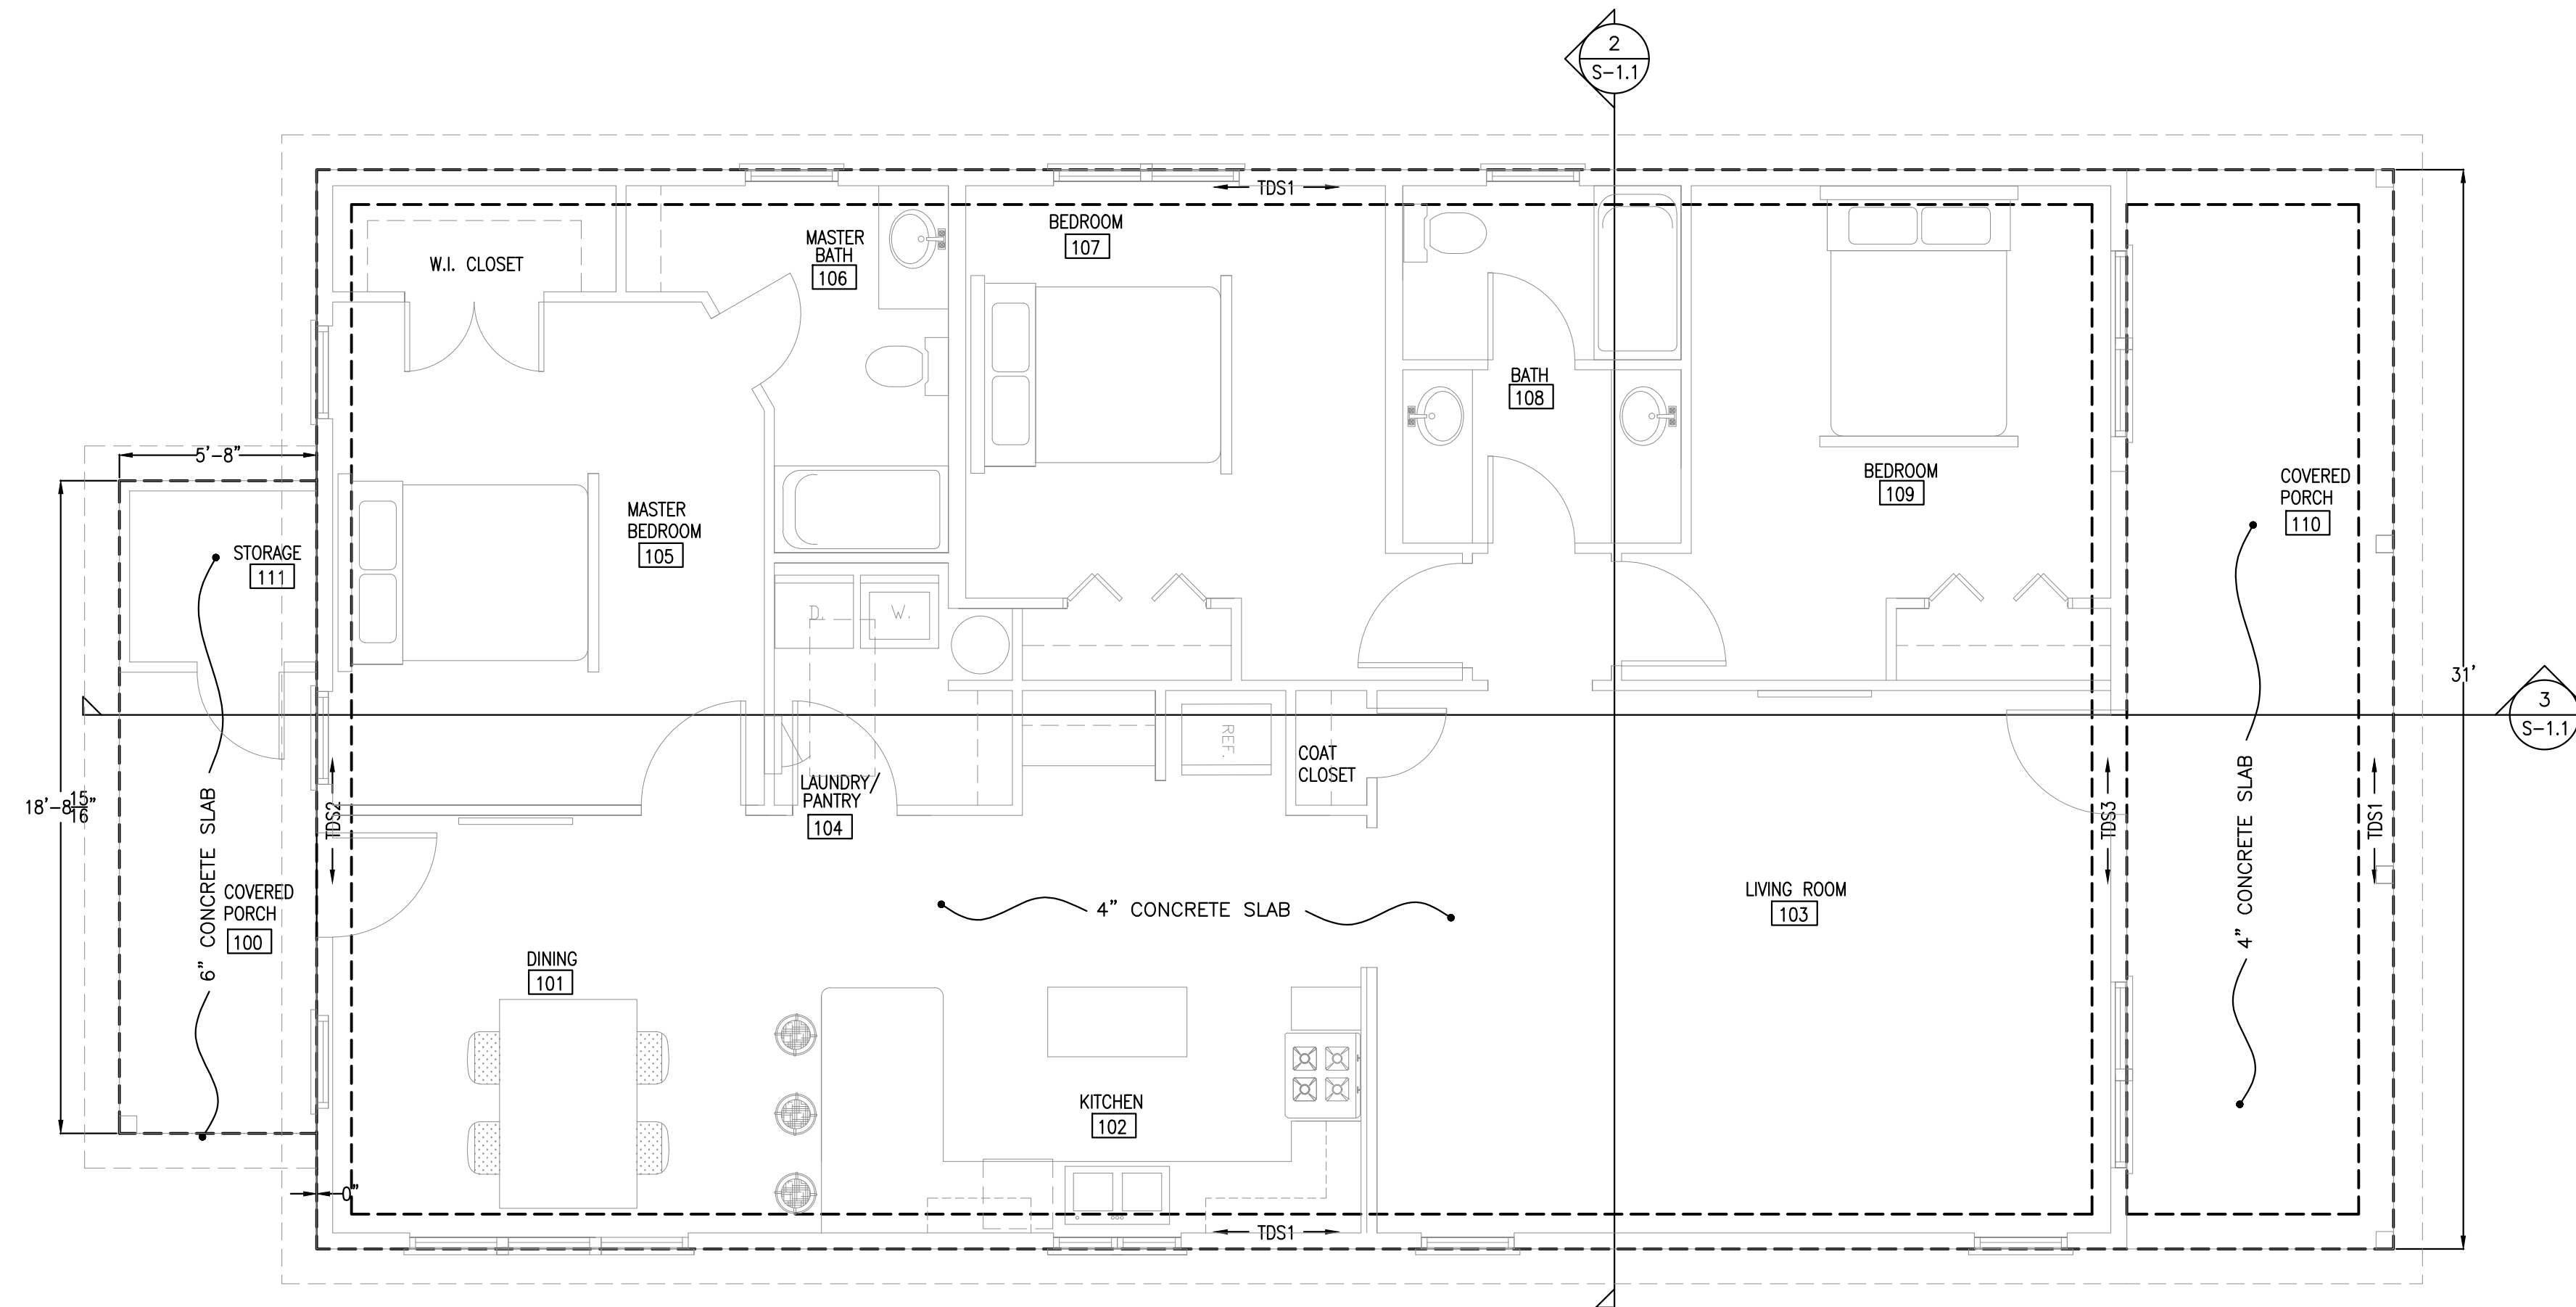 2
S-1.1
TDS1
BEDROOM
107
MASTER
BATH
106
W.I. CLOSET
BATH
108
5'-8"
BEDROOM
109
COVERED
PORCH
110
MASTER
BEDROOM
105
STORAGE
111
D.
W.
31'
3
S-1.1
REF.
COAT
CLOSET
LAUNDRY/
PANTRY
104
18'-8 15/16"
TDS2
TDS3
TDS1
6" CONCRETE SLAB
4" CONCRETE SLAB
COVERED
PORCH
100
4" CONCRETE SLAB
LIVING ROOM
103
DINING
101
KITCHEN
102
0"
TDS1